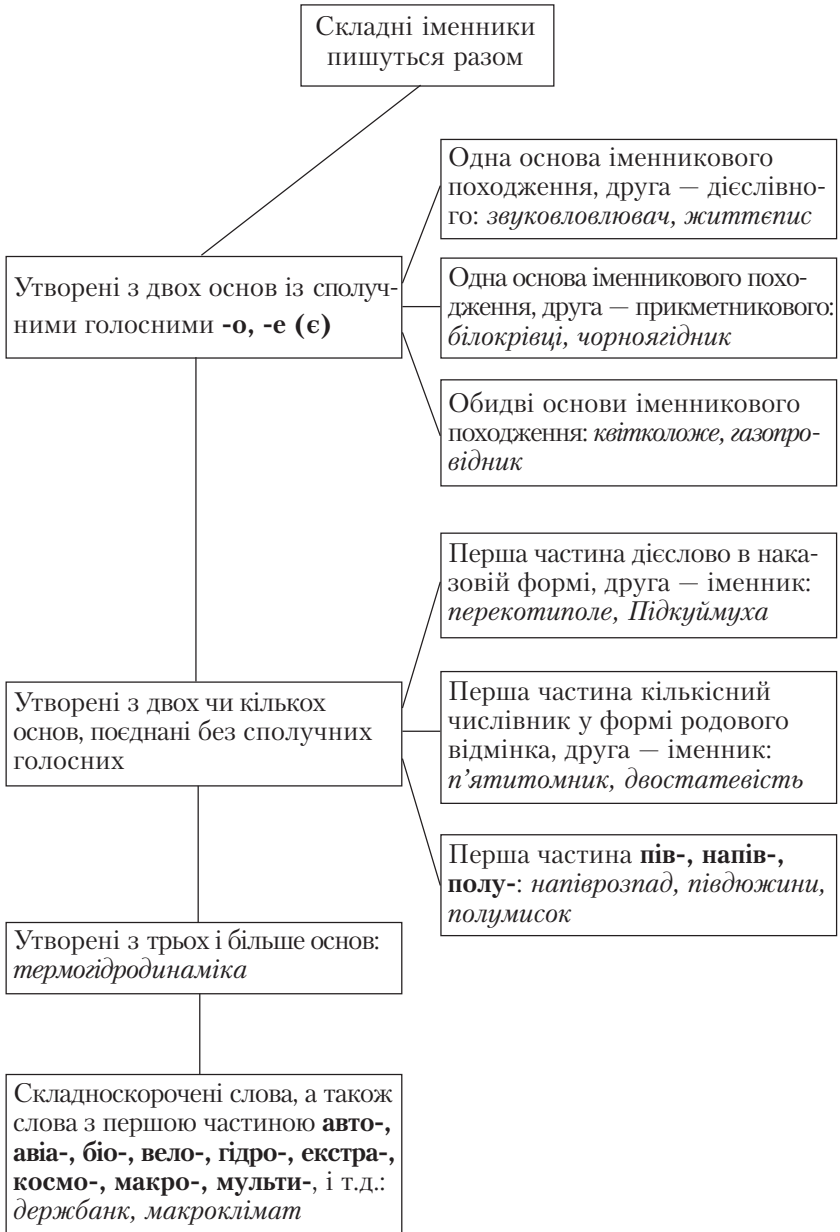 Складні іменники
пишуться разом
Утворені з двох основ із сполуч-
ними голосними -о, -е (є)
Одна основа іменникового
походження, друга — дієслівно-
го: звуковловлювач, життєпис
Одна основа іменникового похо-
дження, друга — прикметникового:
білокрівці, чорноягідник
Обидві основи іменникового
походження: квітколоже, газопро-
відник
Утворені з двох чи кількох
основ, поєднані без сполучних
голосних
Перша частина дієслово в нака-
зовій формі, друга — іменник:
перекотиполе, Підкуймуха
Перша частина кількісний
числівник у формі родового
відмінка, друга — іменник:
п’ятитомник, двостатевість
Перша частина пів-, напів-,
полу-: напіврозпад, півдюжини,
полумисок
Утворені з трьох і більше основ:
термогідродинаміка
Складноскорочені слова, а також
слова з першою частиною авто-,
авіа-, біо-, вело-, гідро-, екстра-,
космо-, макро-, мульти-, і т.д.:
держбанк, макроклімат